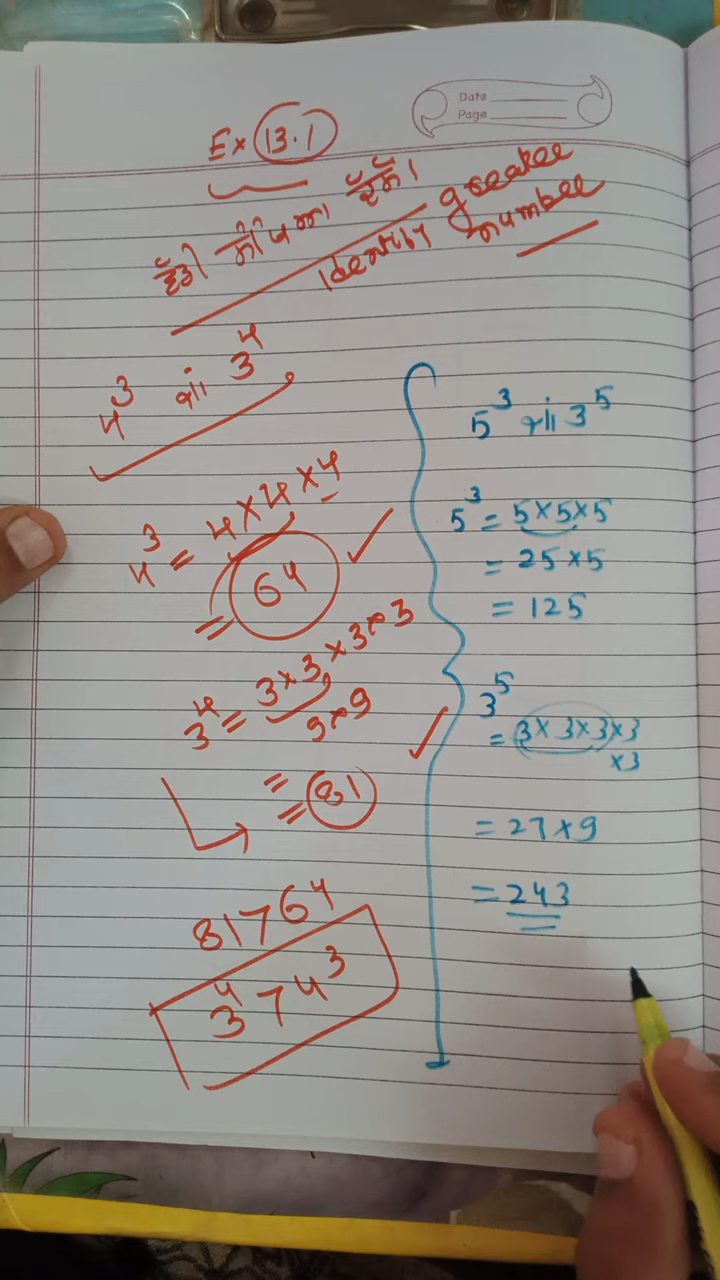 Date
Page
Ex 13.1
ਵੱਡੀ ਸੰਖਿਆ ਦੱਸੋ।
Identify greater
number
4³ ਜਾਂ 3⁴
4³ = 4×4×4
= 64
3⁴ = 3×3×3×3
= 9×9
= 81
81 > 64
3⁴ > 4³
5³ ਜਾਂ 3⁵
5³ = 5×5×5
= 25×5
= 125
3⁵
= 3×3×3×3
×3
= 27×9
= 243